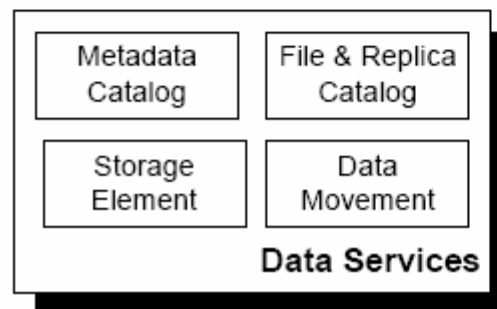 Metadata
Catalog
File & Replica
Catalog
Storage
Element
Data
Movement
Data Services